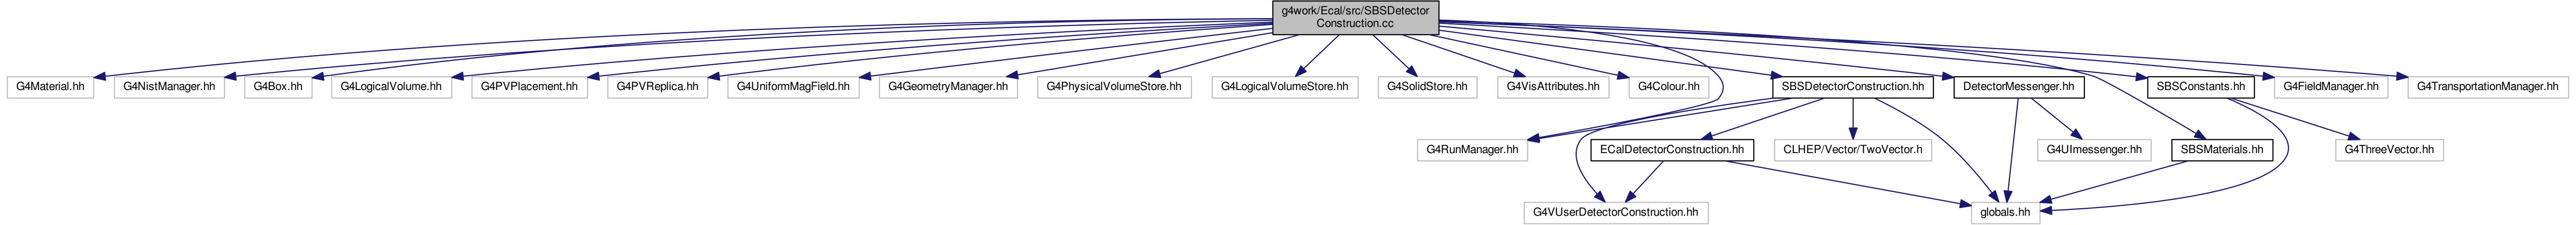 g4work/Ecal/src/SBSDetector
Construction.cc
G4Material.hh
G4NistManager.hh
G4Box.hh
G4LogicalVolume.hh
G4PVPlacement.hh
G4PVReplica.hh
G4UniformMagField.hh
G4GeometryManager.hh
G4PhysicalVolumeStore.hh
G4LogicalVolumeStore.hh
G4SolidStore.hh
G4VisAttributes.hh
G4Colour.hh
SBSDetectorConstruction.hh
DetectorMessenger.hh
SBSConstants.hh
G4FieldManager.hh
G4TransportationManager.hh
G4RunManager.hh
ECalDetectorConstruction.hh
CLHEP/Vector/TwoVector.h
G4UImessenger.hh
SBSMaterials.hh
G4ThreeVector.hh
G4VUserDetectorConstruction.hh
globals.hh